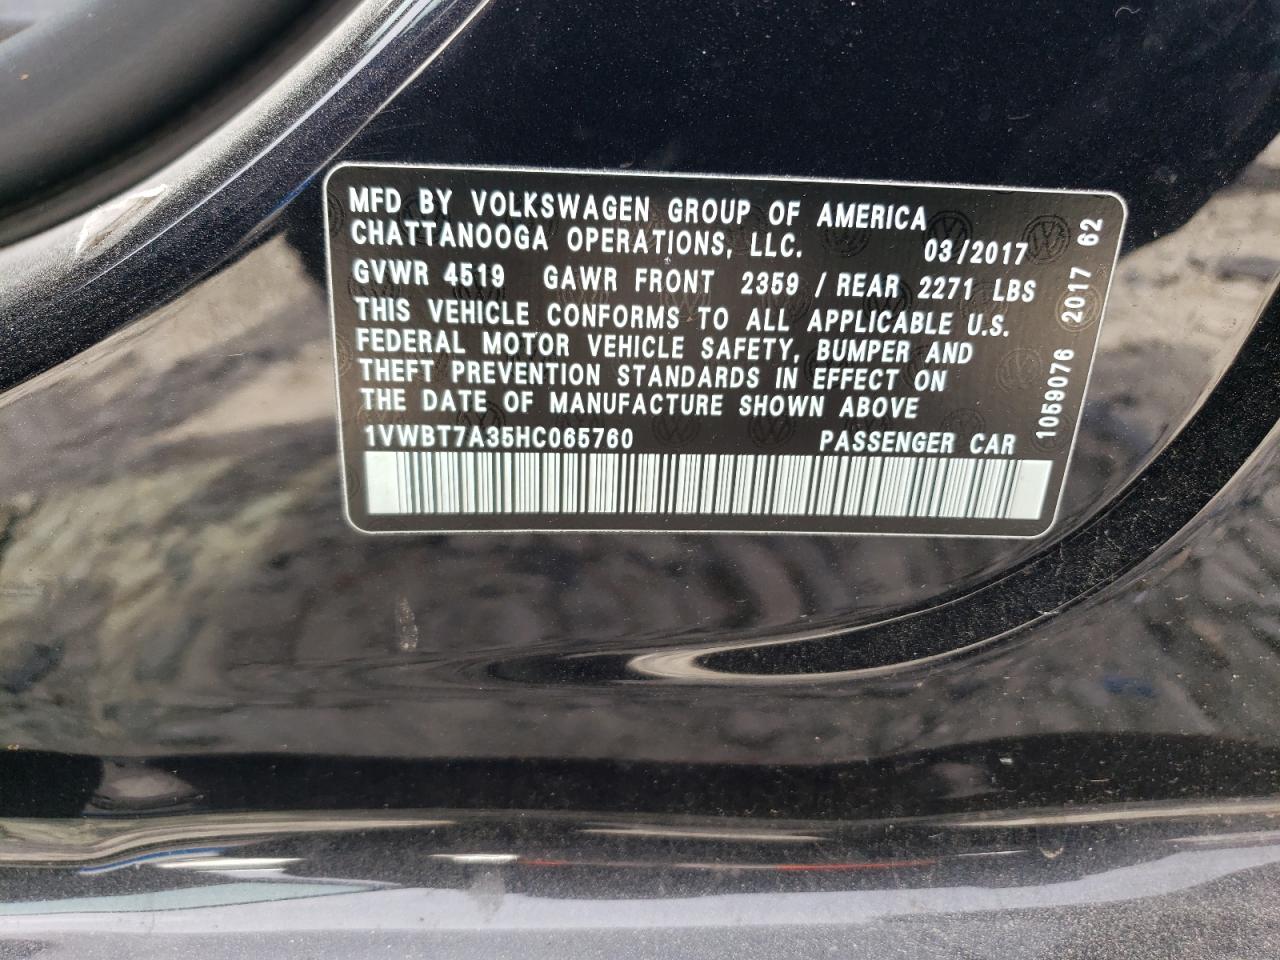 MFD BY VOLKSWAGEN GROUP OF AMERICA
CHATTANOOGA OPERATIONS, LLC. 03/2017
GVWR 4519 GAWR FRONT 2359 / REAR 2271 LBS
THIS VEHICLE CONFORMS TO ALL APPLICABLE U.S.
FEDERAL MOTOR VEHICLE SAFETY, BUMPER AND
THEFT PREVENTION STANDARDS IN EFFECT ON
THE DATE OF MANUFACTURE SHOWN ABOVE
1VWBT7A35HC065760 PASSENGER CAR
1059076 2017 62